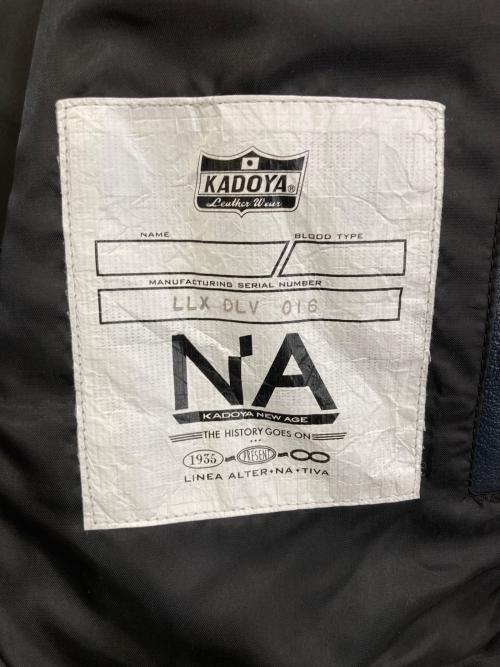 KADOYA®
Leather Wear
NAME BLOOD TYPE
MANUFACTURING SERIAL NUMBER
LLX DLV 016
N'A
KADOYA NEW AGE
THE HISTORY GOES ON
1935 PRESENT ∞
LINEA ALTER•NA•TIVA